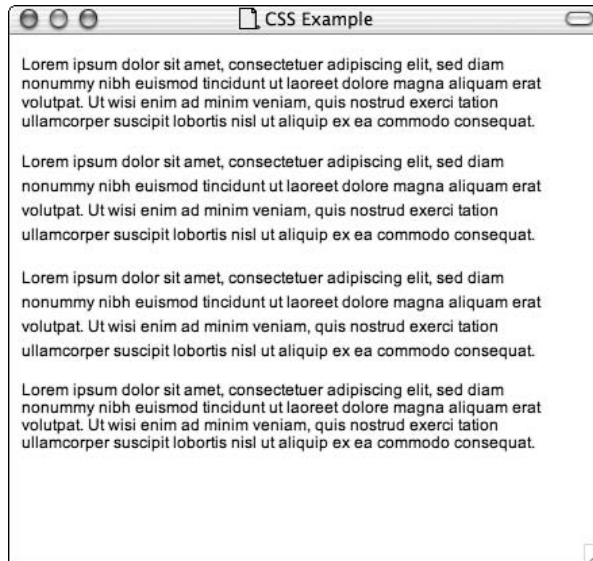 CSS Example
Lorem ipsum dolor sit amet, consectetuer adipiscing elit, sed diam
nonummy nibh euismod tincidunt ut laoreet dolore magna aliquam erat
volutpat. Ut wisi enim ad minim veniam, quis nostrud exerci tation
ullamcorper suscipit lobortis nisl ut aliquip ex ea commodo consequat.
Lorem ipsum dolor sit amet, consectetuer adipiscing elit, sed diam
nonummy nibh euismod tincidunt ut laoreet dolore magna aliquam erat
volutpat. Ut wisi enim ad minim veniam, quis nostrud exerci tation
ullamcorper suscipit lobortis nisl ut aliquip ex ea commodo consequat.
Lorem ipsum dolor sit amet, consectetuer adipiscing elit, sed diam
nonummy nibh euismod tincidunt ut laoreet dolore magna aliquam erat
volutpat. Ut wisi enim ad minim veniam, quis nostrud exerci tation
ullamcorper suscipit lobortis nisl ut aliquip ex ea commodo consequat.
Lorem ipsum dolor sit amet, consectetuer adipiscing elit, sed diam
nonummy nibh euismod tincidunt ut laoreet dolore magna aliquam erat
volutpat. Ut wisi enim ad minim veniam, quis nostrud exerci tation
ullamcorper suscipit lobortis nisl ut aliquip ex ea commodo consequat.